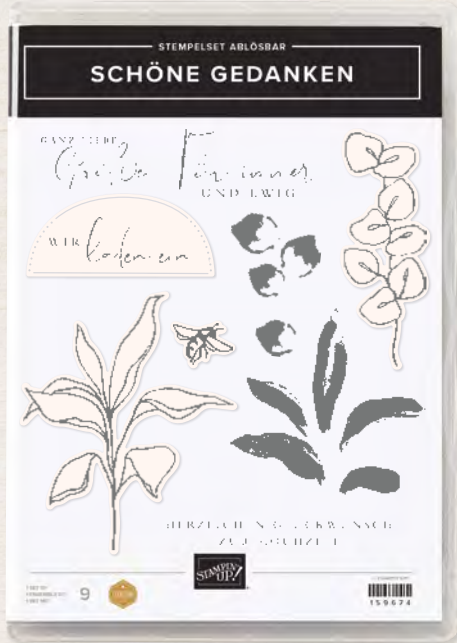 STEMPELSET ABLÖSBAR
SCHÖNE GEDANKEN
GANZ LIEBE
Grüße
Für immer
UND EWIG
WIR laden ein
HERZLICHEN GLÜCKWUNSCH
ZUR HOCHZEIT
STAMPIN' UP!
9
159674